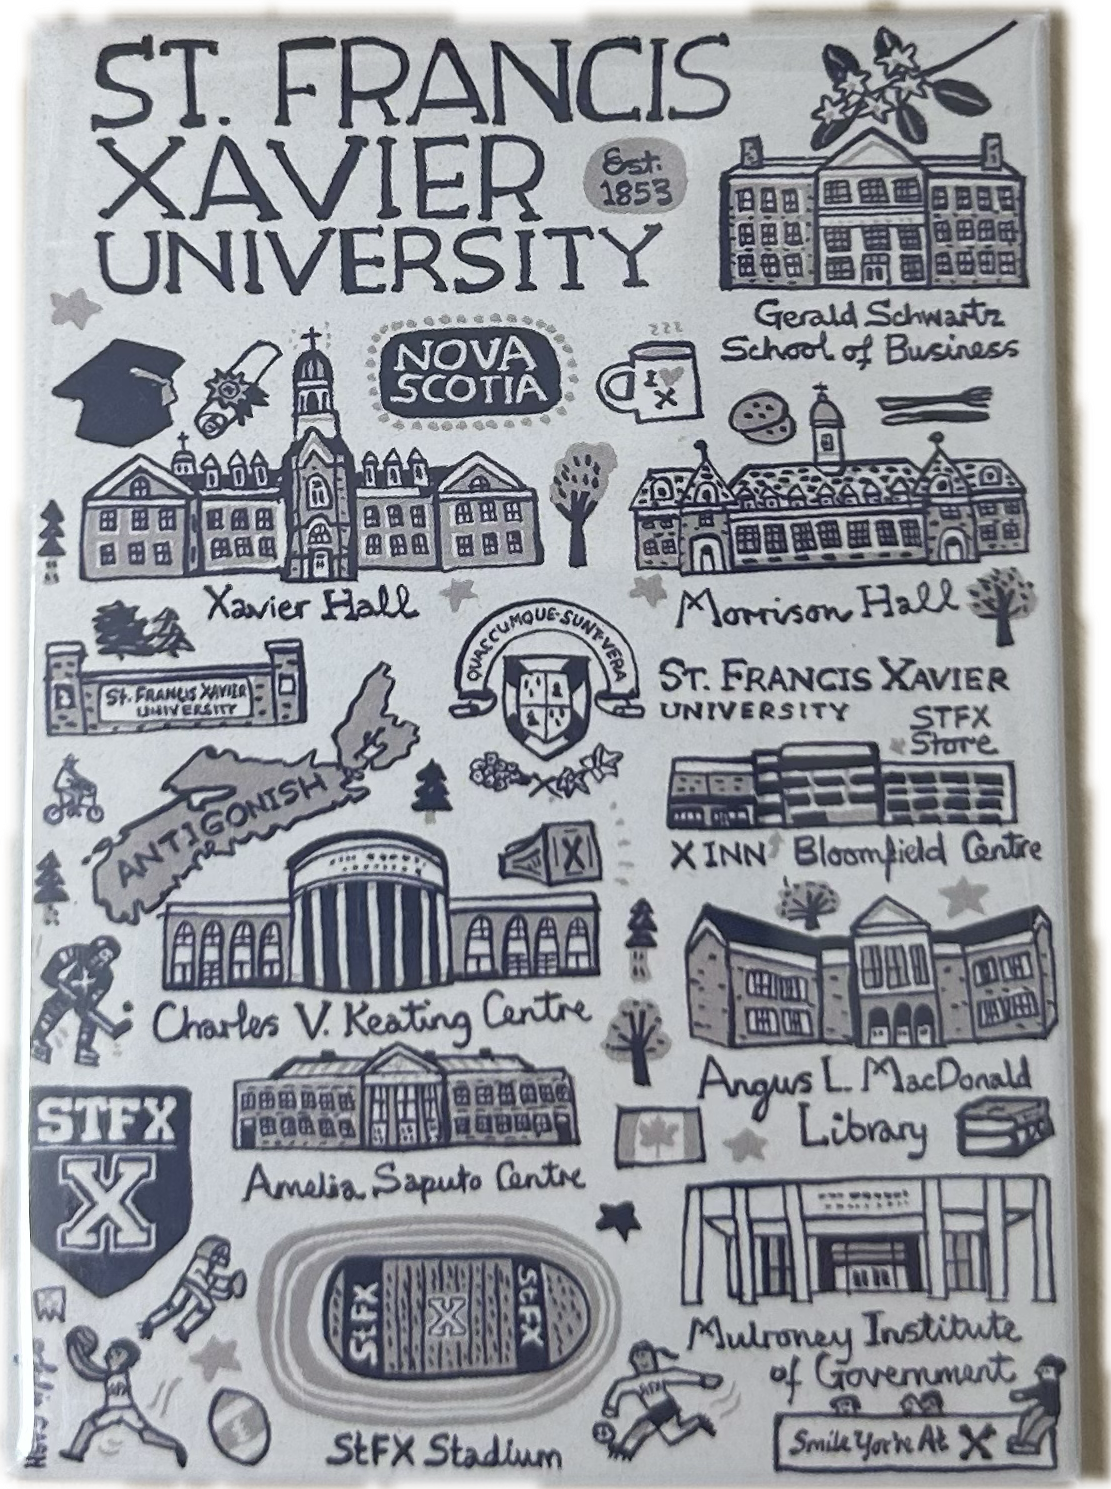 ST. FRANCIS
XAVIER
UNIVERSITY
Est.
1853
Gerald Schwartz
School of Business
NOVA
SCOTIA
I
X
Xavier Hall
Morrison Hall
QUAECUMQUE·SUNT·VERA
ST. FRANCIS XAVIER
UNIVERSITY
ST. FRANCIS XAVIER
UNIVERSITY
STFX
Store
ANTIGONISH
X
X INN
Bloomfield Centre
Charles V. Keating Centre
Angus L. MacDonald
Library
STFX
X
Amelia Saputo Centre
StFX
X
StFX
StFX Stadium
Mulroney Institute
of Government
Smile You're At X